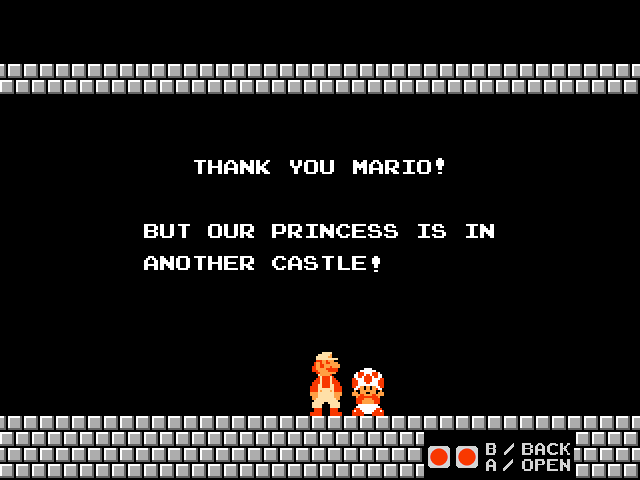 THANK YOU MARIO!
BUT OUR PRINCESS IS IN
ANOTHER CASTLE!
B / BACK
A / OPEN